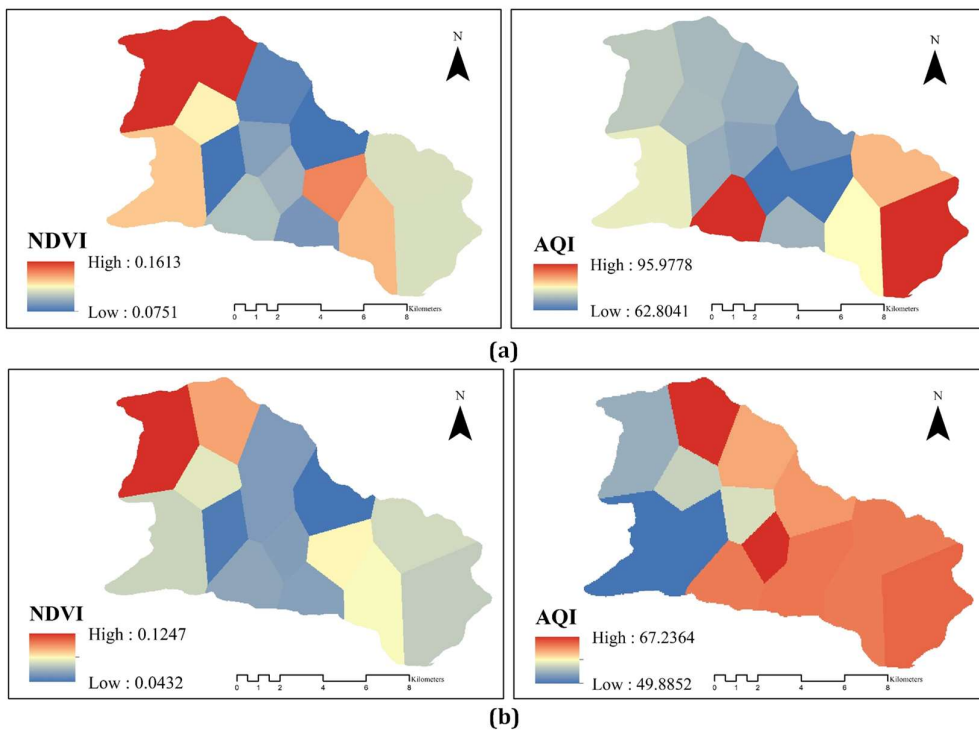 N
NDVI
High : 0.1613
Low : 0.0751
0 1 2 4 6 8
Kilometers
N
AQI
High : 95.9778
Low : 62.8041
0 1 2 4 6 8
Kilometers
(a)
N
NDVI
High : 0.1247
Low : 0.0432
0 1 2 4 6 8
Kilometers
N
AQI
High : 67.2364
Low : 49.8852
0 1 2 4 6 8
Kilometers
(b)